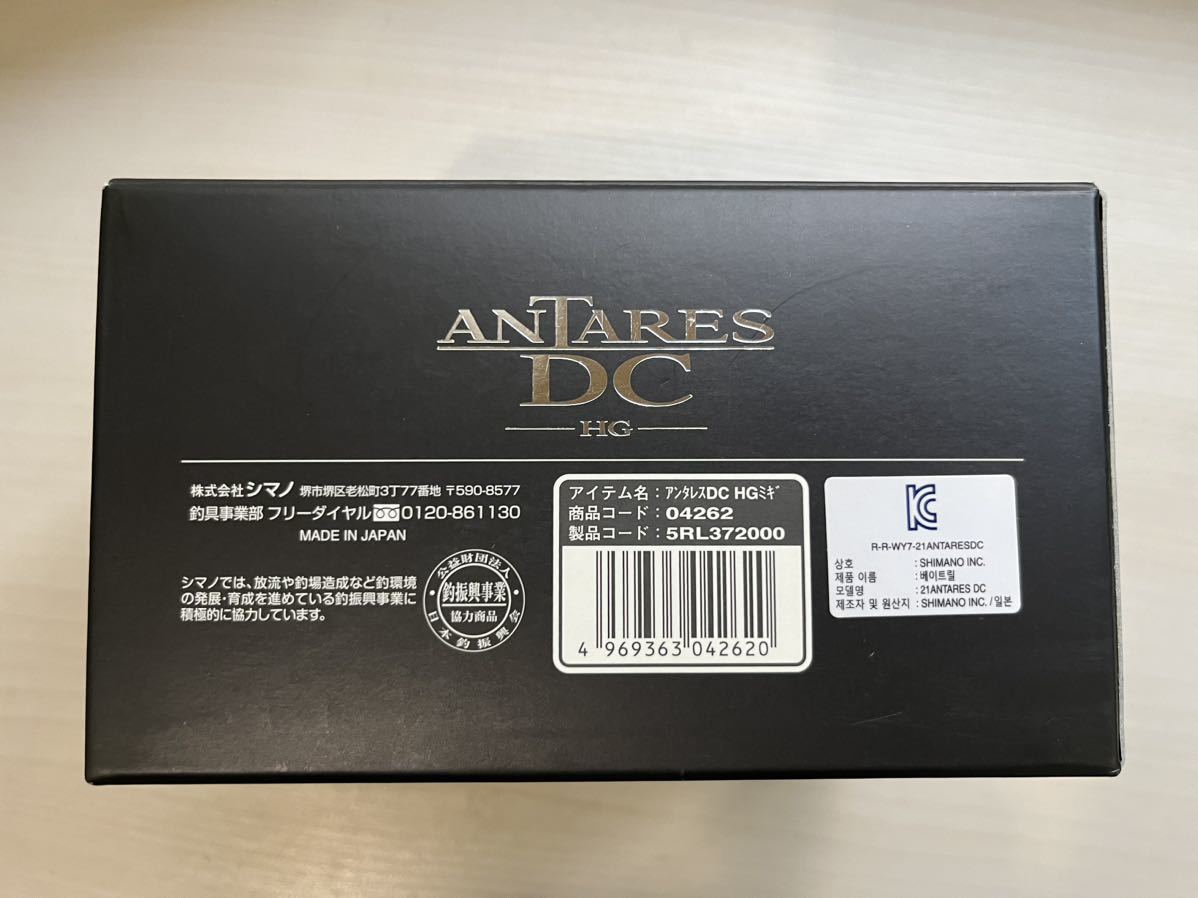 ANTARES
DC
HG
株式会社シマノ 堺市堺区老松町3丁77番地 〒590-8577
釣具事業部 フリーダイヤル 0120-861130
MADE IN JAPAN
シマノでは、放流や釣場造成など釣環境
の発展・育成を進めている釣振興事業に
積極的に協力しています。
公益財団法人
釣振興事業
協力商品
日本釣振興会
アイテム名：ｱﾝﾀﾚｽDC HGﾐｷﾞ
商品コード：04262
製品コード：5RL372000
4 969363 042620
R-R-WY7-21ANTARESDC
상호 : SHIMANO INC.
제품 이름 : 베이트릴
모델명 : 21ANTARES DC
제조자 및 원산지 : SHIMANO INC. / 일본